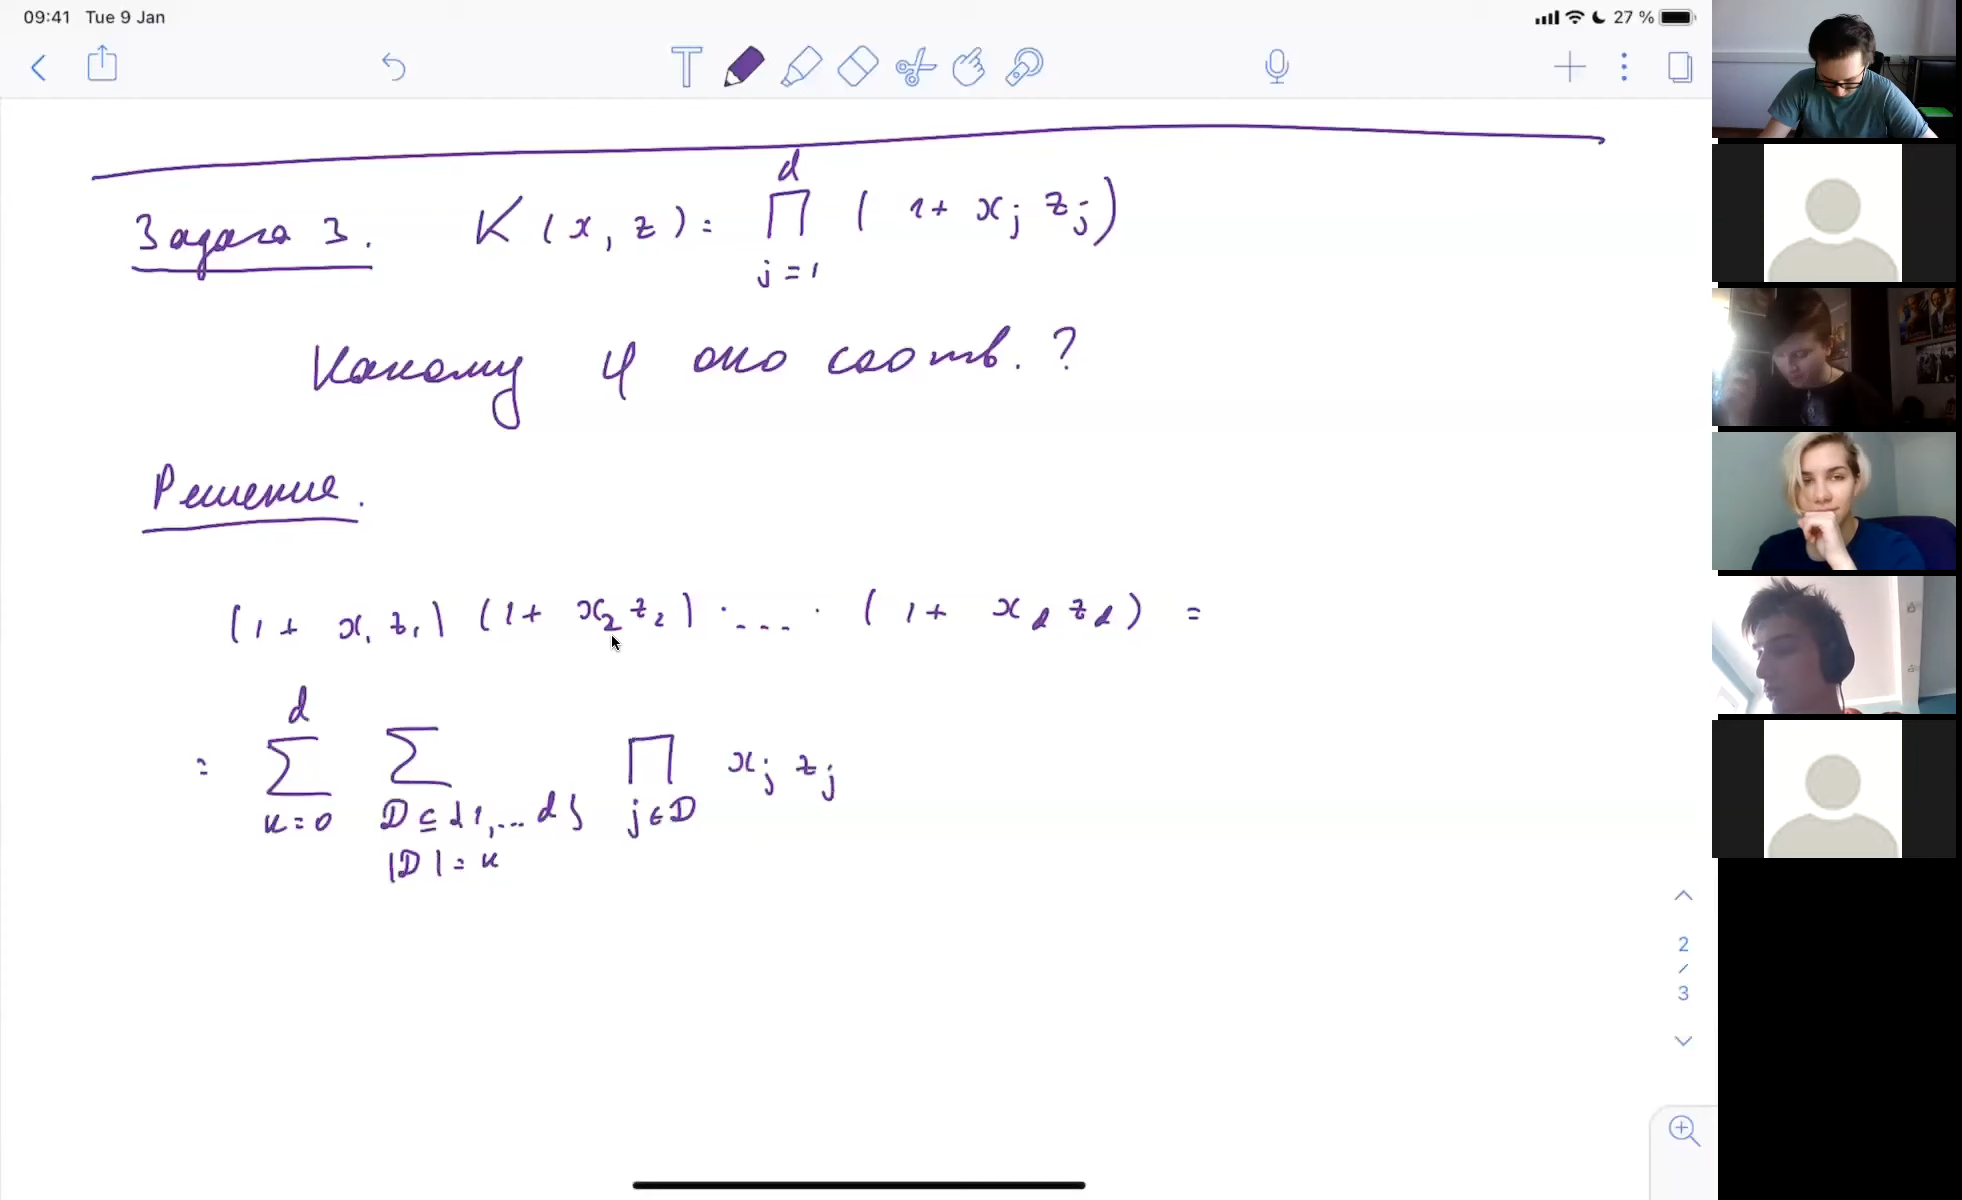 09:41 Tue 9 Jan 27 %
Задача 3. K(x, z) = ∏_{j=1}^{d} (1 + x_j z_j)
Какому φ оно соотв.?
Решение.
(1 + x_1 z_1) (1 + x_2 z_2) · ... · (1 + x_d z_d) =
= ∑_{k=0}^{d} ∑_{D ⊆ {1,...d} |D| = k} ∏_{j∈D} x_j z_j
2 / 3